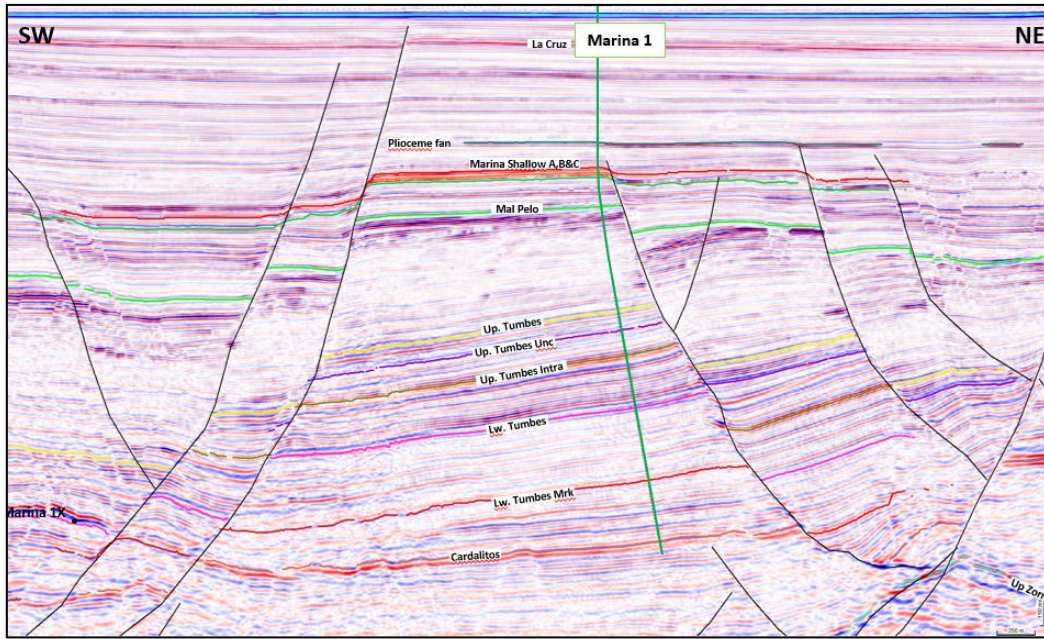 SW
Marina 1
NE
La Cruz
Plioceme fan
Marina Shallow A,B&C
Mal Pelo
Up. Tumbes
Up. Tumbes Unc
Up. Tumbes Intra
Lw. Tumbes
Lw. Tumbes Mrk
Marina 1X
Cardalitos
Up Zorr